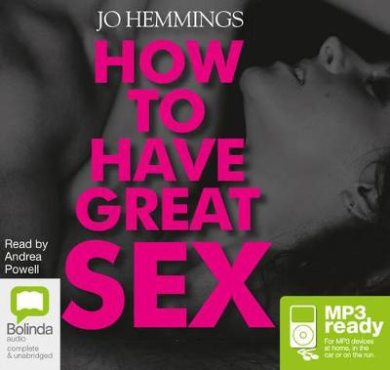 JO HEMMINGS
HOW
TO
HAVE
GREAT
SEX
Read by
Andrea
Powell
Bolinda
audio
complete
& unabridged
MP3
ready
For MP3 devices
at home, in the
car or on the run.